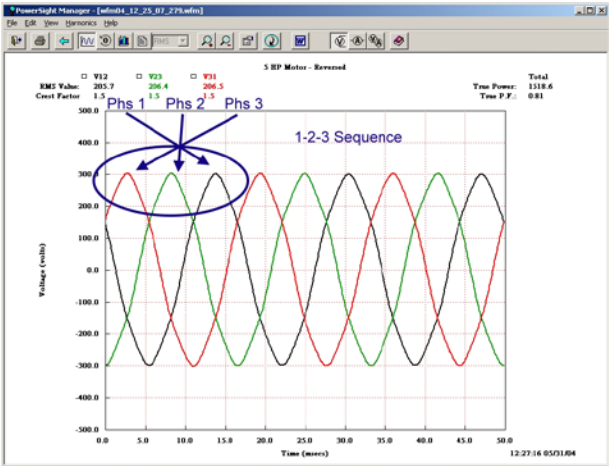 PowerSight Manager - [wfm04_12_25_07_279.wfm]
File Edit View Harmonics Help
RMS
5 HP Motor - Reversed
V12 V23 V31 Total
RMS Value: 205.7 206.4 206.5 True Power: 1518.6
Crest Factor 1.5 1.5 1.5 True P.F.: 0.81
Phs 1 Phs 2 Phs 3
1-2-3 Sequence
500.0
400.0
300.0
200.0
100.0
0.0
-100.0
-200.0
-300.0
-400.0
-500.0
Voltage (volts)
0.0 5.0 10.0 15.0 20.0 25.0 30.0 35.0 40.0 45.0 50.0
Time (msecs)
12:27:16 05/31/04